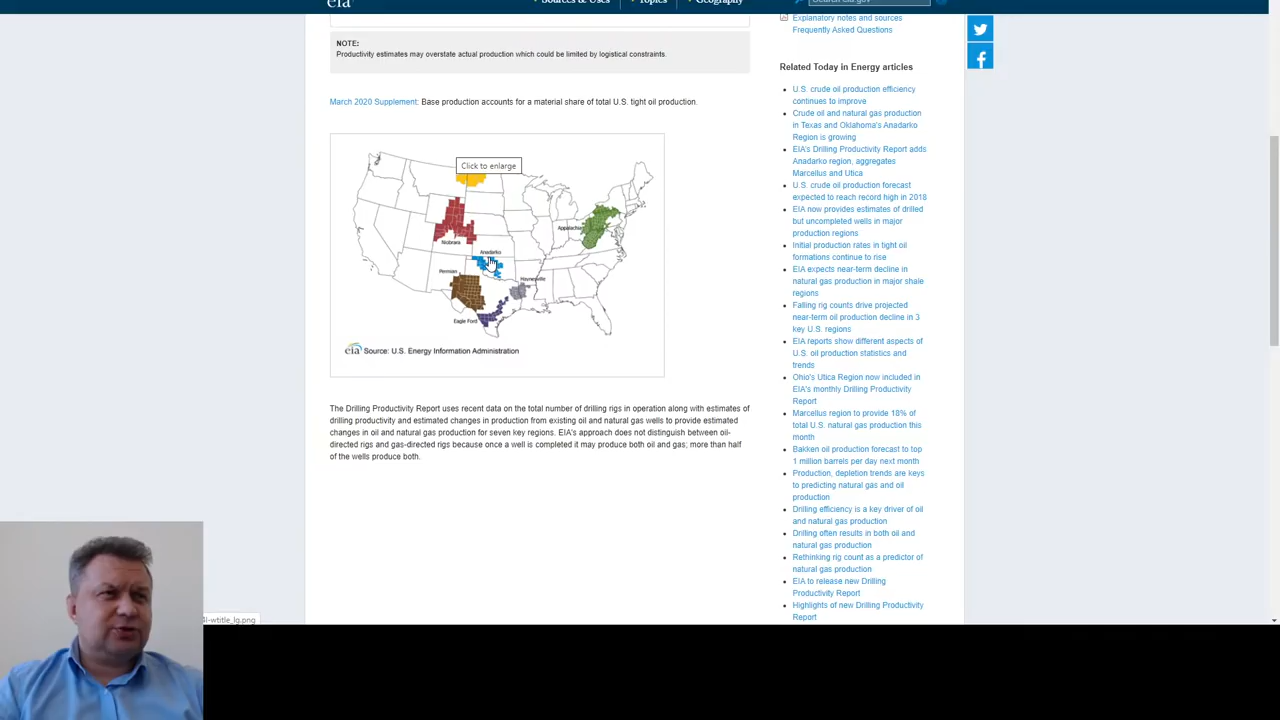 eia
Sources & Uses
Topics
Geography
Search eia.gov
NOTE:
Productivity estimates may overstate actual production which could be limited by logistical constraints.
March 2020 Supplement: Base production accounts for a material share of total U.S. tight oil production.
Click to enlarge
Appalachia
Niobrara
Anadarko
Permian
Haynesville
Eagle Ford
eia Source: U.S. Energy Information Administration
The Drilling Productivity Report uses recent data on the total number of drilling rigs in operation along with estimates of
drilling productivity and estimated changes in production from existing oil and natural gas wells to provide estimated
changes in oil and natural gas production for seven key regions. EIA's approach does not distinguish between oil-
directed rigs and gas-directed rigs because once a well is completed it may produce both oil and gas; more than half
of the wells produce both.
Explanatory notes and sources
Frequently Asked Questions
Related Today in Energy articles
U.S. crude oil production efficiency
continues to improve
Crude oil and natural gas production
in Texas and Oklahoma's Anadarko
Region is growing
EIA's Drilling Productivity Report adds
Anadarko region, aggregates
Marcellus and Utica
U.S. crude oil production forecast
expected to reach record high in 2018
EIA now provides estimates of drilled
but uncompleted wells in major
production regions
Initial production rates in tight oil
formations continue to rise
EIA expects near-term decline in
natural gas production in major shale
regions
Falling rig counts drive projected
near-term oil production decline in 3
key U.S. regions
EIA reports show different aspects of
U.S. oil production statistics and
trends
Ohio's Utica Region now included in
EIA's monthly Drilling Productivity
Report
Marcellus region to provide 18% of
total U.S. natural gas production this
month
Bakken oil production forecast to top
1 million barrels per day next month
Production, depletion trends are keys
to predicting natural gas and oil
production
Drilling efficiency is a key driver of oil
and natural gas production
Drilling often results in both oil and
natural gas production
Rethinking rig count as a predictor of
natural gas production
EIA to release new Drilling
Productivity Report
Highlights of new Drilling Productivity
Report
4l-wtitle_lg.png